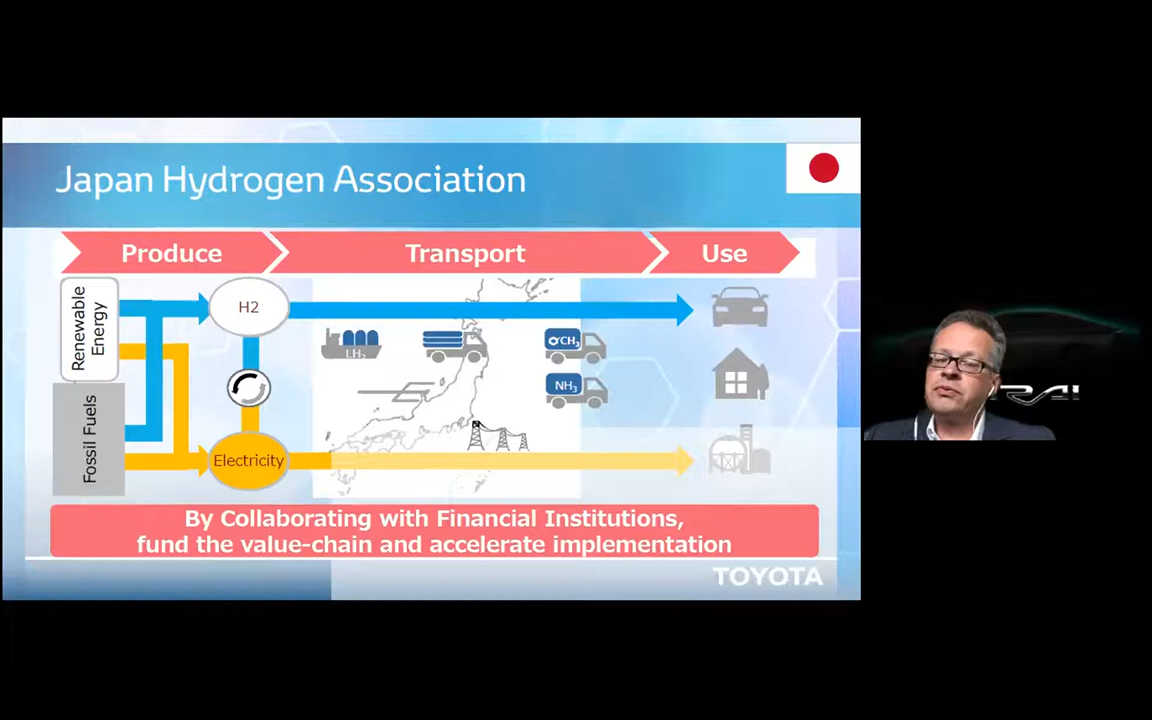 Japan Hydrogen Association
Produce
Transport
Use
Renewable
Energy
Fossil Fuels
H2
Electricity
LH2
CH3
NH3
By Collaborating with Financial Institutions,
fund the value-chain and accelerate implementation
TOYOTA
RAI